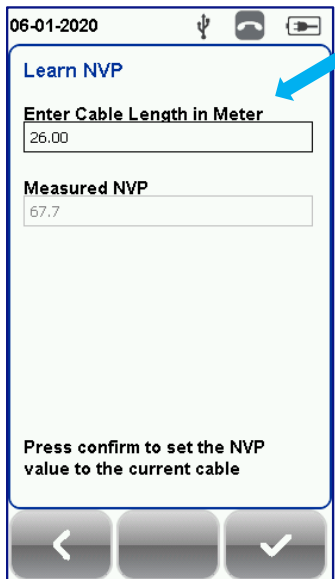 06-01-2020
Learn NVP
Enter Cable Length in Meter
26.00
Measured NVP
67.7
Press confirm to set the NVP
value to the current cable